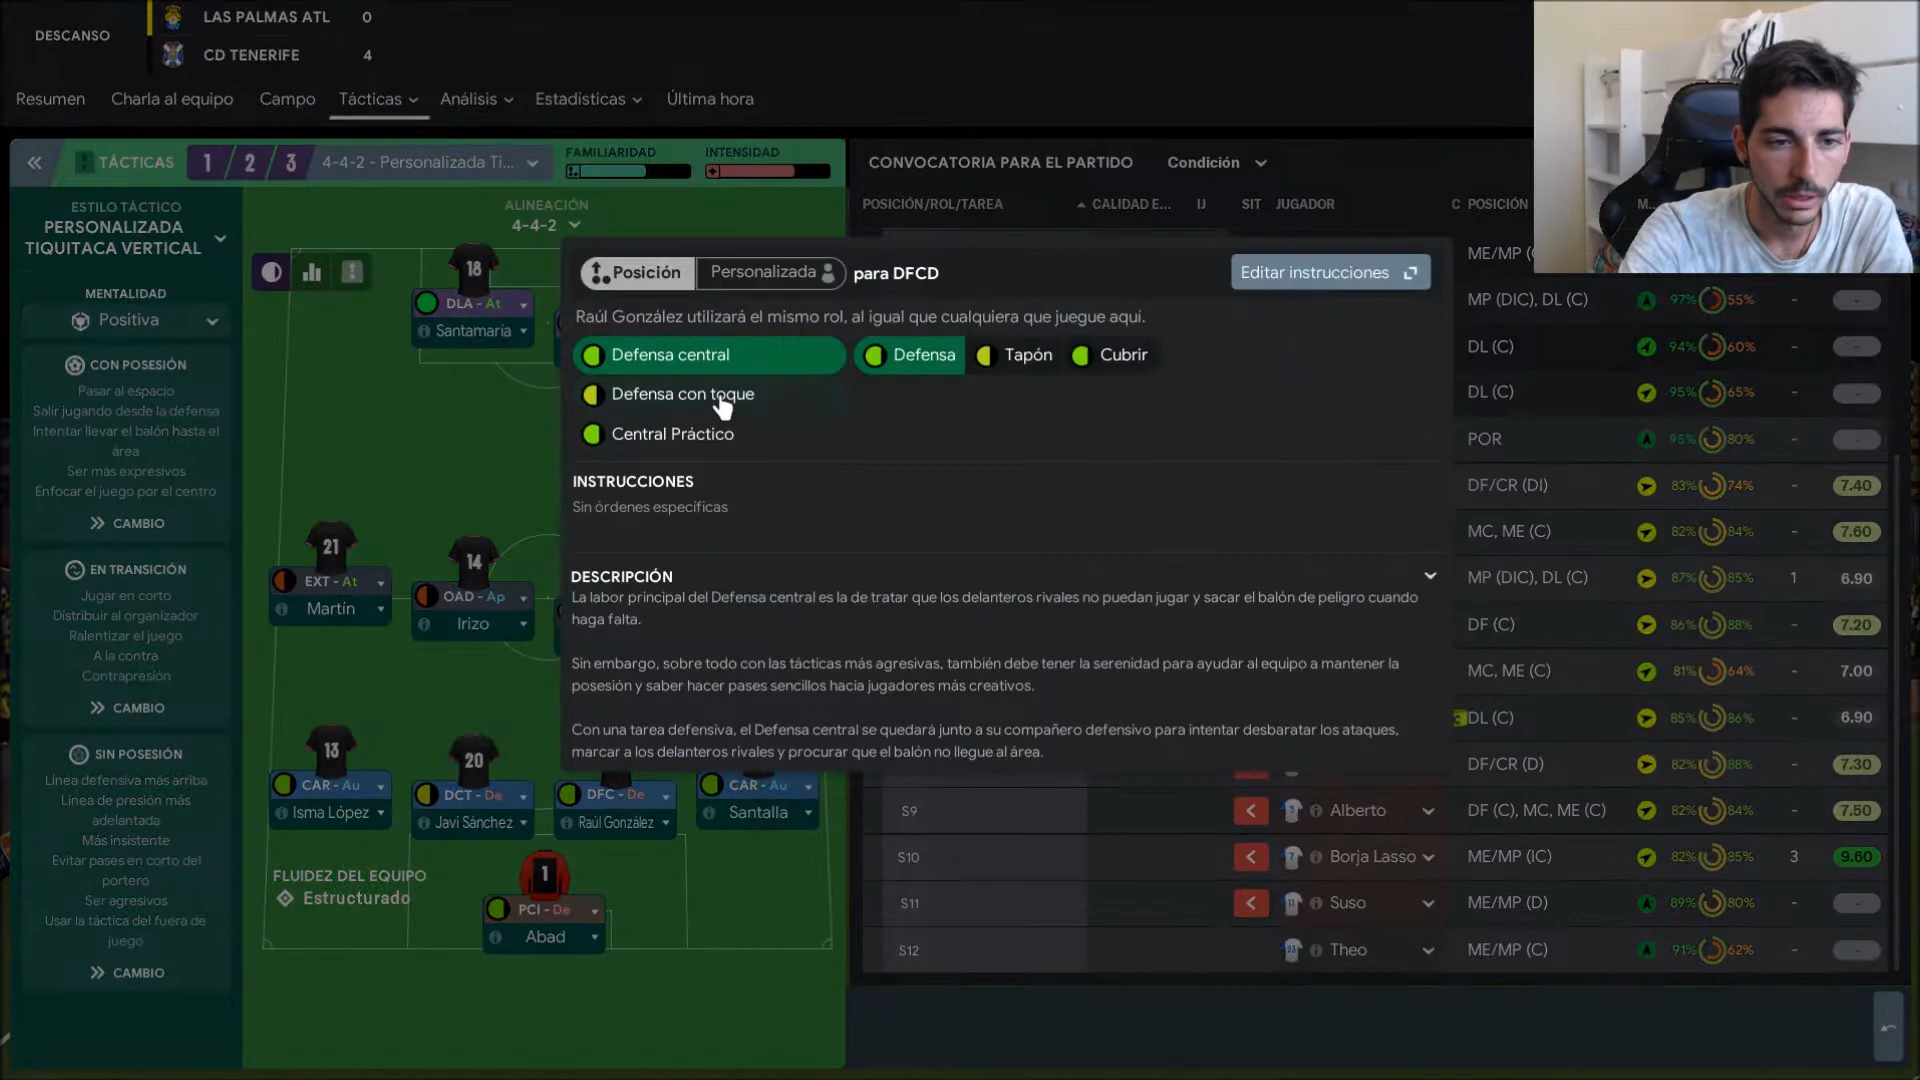 DESCANSO
LAS PALMAS ATL 0
CD TENERIFE 4
Resumen Charla al equipo Campo Tácticas Análisis Estadísticas Última hora
TÁCTICAS 1 / 2 / 3 4-4-2 - Personalizada Ti...
FAMILIARIDAD
INTENSIDAD
CONVOCATORIA PARA EL PARTIDO Condición
POSICIÓN/ROL/TAREA CALIDAD E... IJ SIT JUGADOR C POSICIÓN M...
ESTILO TÁCTICO
PERSONALIZADA
TIQUITACA VERTICAL
MENTALIDAD
Positiva
CON POSESIÓN
Pasar al espacio
Salir jugando desde la defensa
Intentar llevar el balón hasta el
área
Ser más expresivos
Enfocar el juego por el centro
CAMBIO
EN TRANSICIÓN
Jugar en corto
Distribuir al organizador
Ralentizar el juego
A la contra
Contrapresión
CAMBIO
SIN POSESIÓN
Línea defensiva más arriba
Línea de presión más
adelantada
Más insistente
Evitar pases en corto del
portero
Ser agresivos
Usar la táctica del fuera de
juego
CAMBIO
ALINEACIÓN
4-4-2
18
DLA - At
Santamaría
21
EXT - At
Martín
14
OAD - Ap
Irizo
13
CAR - Au
Isma López
20
DCT - De
Javi Sánchez
DFC - De
Raúl González
CAR - Au
Santalla
1
PCI - De
Abad
FLUIDEZ DEL EQUIPO
Estructurado
Posición Personalizada para DFCD Editar instrucciones
Raúl González utilizará el mismo rol, al igual que cualquiera que juegue aquí.
Defensa central Defensa Tapón Cubrir
Defensa con toque
Central Práctico
INSTRUCCIONES
Sin órdenes específicas
DESCRIPCIÓN
La labor principal del Defensa central es la de tratar que los delanteros rivales no puedan jugar y sacar el balón de peligro cuando
haga falta.
Sin embargo, sobre todo con las tácticas más agresivas, también debe tener la serenidad para ayudar al equipo a mantener la
posesión y saber hacer pases sencillos hacia jugadores más creativos.
Con una tarea defensiva, el Defensa central se quedará junto a su compañero defensivo para intentar desbaratar los ataques,
marcar a los delanteros rivales y procurar que el balón no llegue al área.
ME/MP (C)
MP (DIC), DL (C) 97% 55% - -
DL (C) 94% 60% - -
DL (C) 95% 65% - -
POR 95% 80% - -
DF/CR (DI) 83% 74% - 7.40
MC, ME (C) 82% 84% - 7.60
MP (DIC), DL (C) 87% 85% 1 6.90
DF (C) 86% 88% - 7.20
MC, ME (C) 81% 64% - 7.00
DL (C) 85% 86% - 6.90
DF/CR (D) 82% 88% - 7.30
S9 Alberto DF (C), MC, ME (C) 82% 84% - 7.50
S10 Borja Lasso ME/MP (IC) 82% 85% 3 9.60
S11 Suso ME/MP (D) 89% 80% - -
S12 Theo ME/MP (C) 91% 62% - -